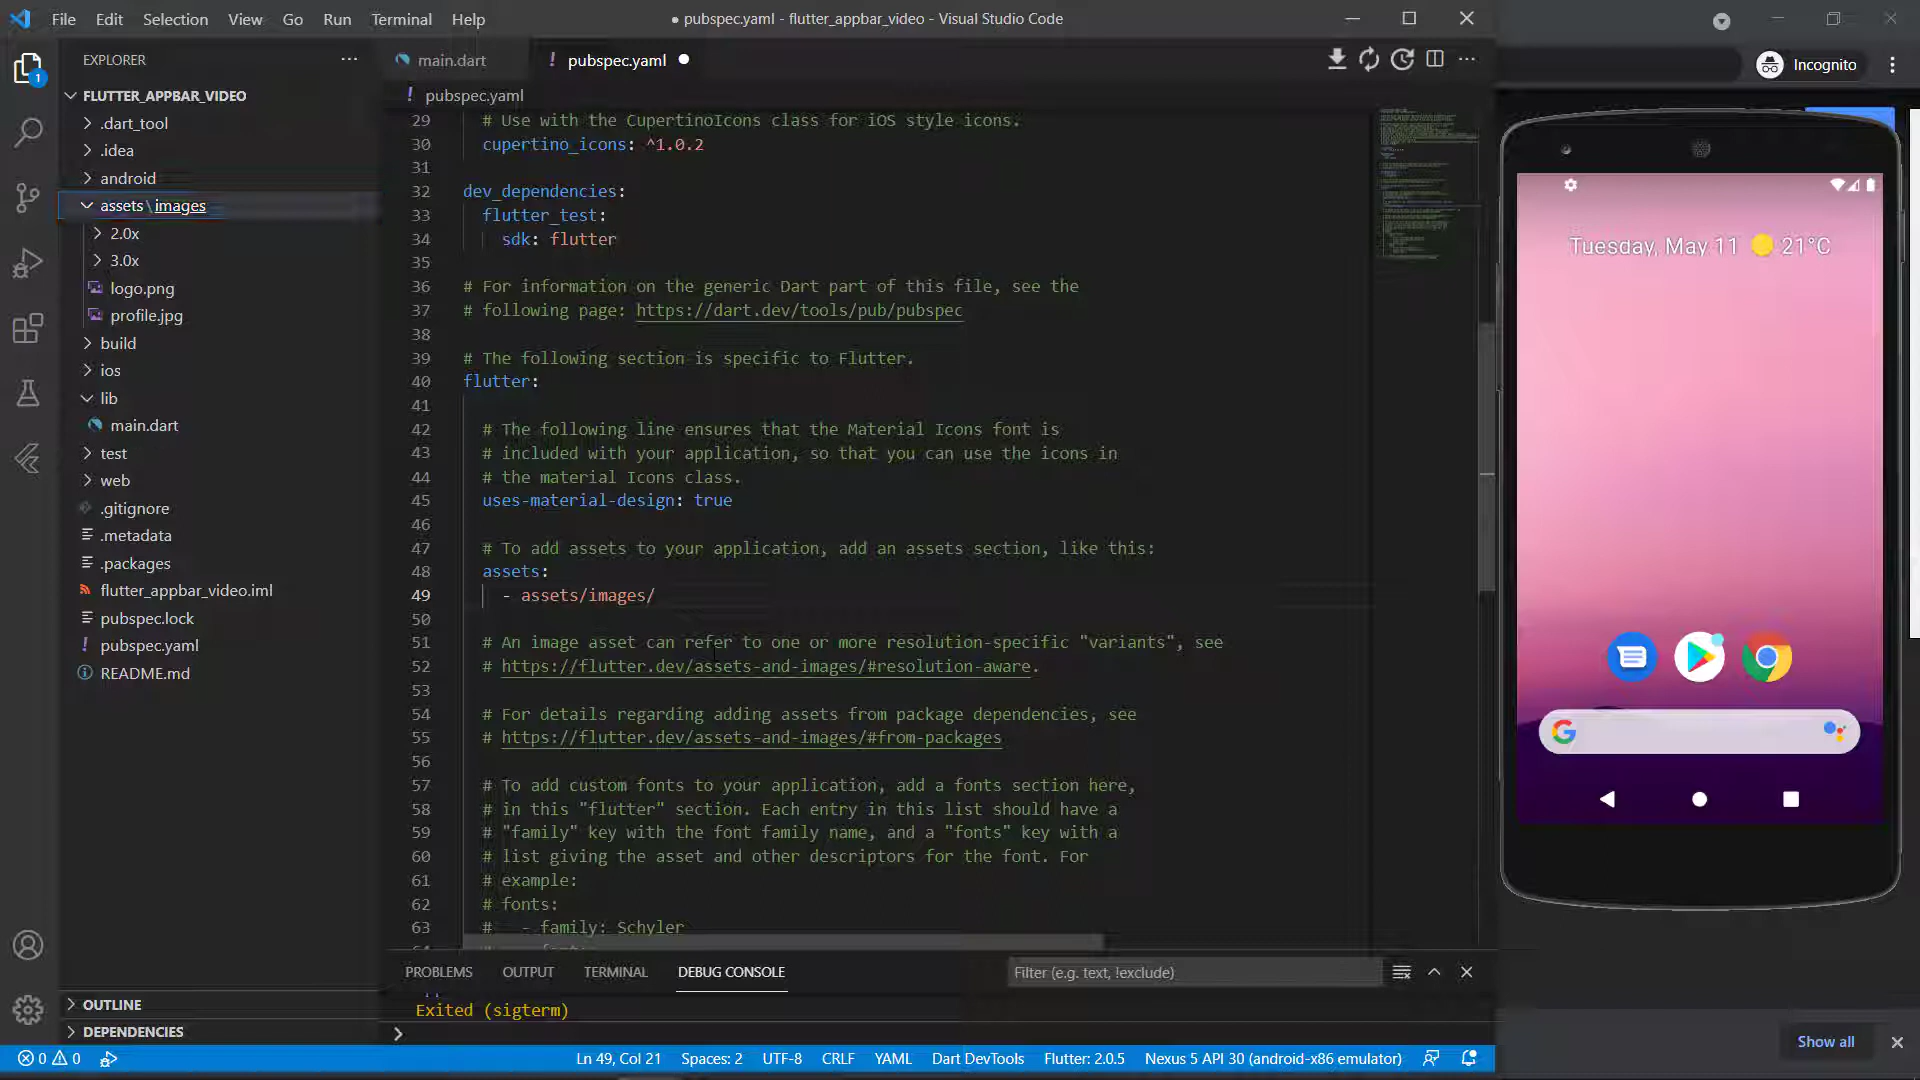 File Edit Selection View Go Run Terminal Help
● pubspec.yaml - flutter_appbar_video - Visual Studio Code
Incognito
EXPLORER
FLUTTER_APPBAR_VIDEO
.dart_tool
.idea
android
assets \ images
2.0x
3.0x
logo.png
profile.jpg
build
ios
lib
main.dart
test
web
.gitignore
.metadata
.packages
flutter_appbar_video.iml
pubspec.lock
! pubspec.yaml
README.md
OUTLINE
DEPENDENCIES
1
main.dart
! pubspec.yaml
! pubspec.yaml
29 # Use with the CupertinoIcons class for iOS style icons.
30 cupertino_icons: ^1.0.2
31
32 dev_dependencies:
33 flutter_test:
34 sdk: flutter
35
36 # For information on the generic Dart part of this file, see the
37 # following page: https://dart.dev/tools/pub/pubspec
38
39 # The following section is specific to Flutter.
40 flutter:
41
42 # The following line ensures that the Material Icons font is
43 # included with your application, so that you can use the icons in
44 # the material Icons class.
45 uses-material-design: true
46
47 # To add assets to your application, add an assets section, like this:
48 assets:
49 - assets/images/
50
51 # An image asset can refer to one or more resolution-specific "variants", see
52 # https://flutter.dev/assets-and-images/#resolution-aware.
53
54 # For details regarding adding assets from package dependencies, see
55 # https://flutter.dev/assets-and-images/#from-packages
56
57 # To add custom fonts to your application, add a fonts section here,
58 # in this "flutter" section. Each entry in this list should have a
59 # "family" key with the font family name, and a "fonts" key with a
60 # list giving the asset and other descriptors for the font. For
61 # example:
62 # fonts:
63 # - family: Schyler
PROBLEMS OUTPUT TERMINAL DEBUG CONSOLE
Filter (e.g. text, !exclude)
Exited (sigterm)
Tuesday, May 11 21°C
Show all
0 0
Ln 49, Col 21 Spaces: 2 UTF-8 CRLF YAML Dart DevTools Flutter: 2.0.5 Nexus 5 API 30 (android-x86 emulator)